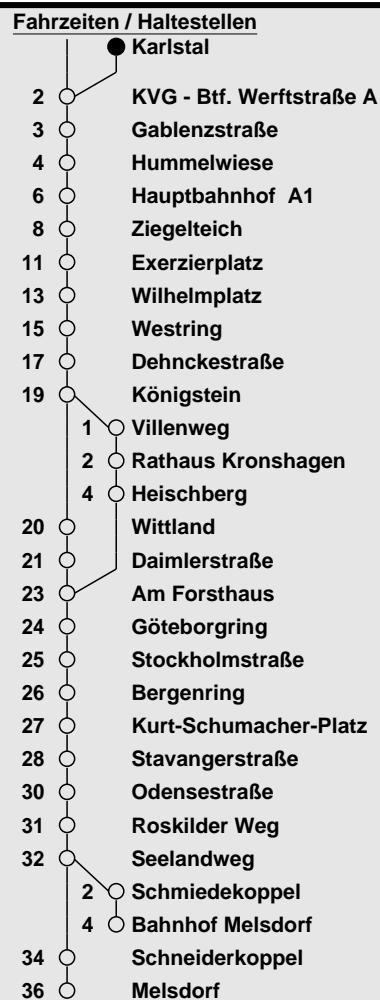 Fahrzeiten / Haltestellen
Karlstal
2 KVG - Btf. Werftstraße A
3 Gablenzstraße
4 Hummelwiese
6 Hauptbahnhof A1
8 Ziegelteich
11 Exerzierplatz
13 Wilhelmplatz
15 Westring
17 Dehnckestraße
19 Königstein
1 Villenweg
2 Rathaus Kronshagen
4 Heischberg
20 Wittland
21 Daimlerstraße
23 Am Forsthaus
24 Göteborgring
25 Stockholmstraße
26 Bergenring
27 Kurt-Schumacher-Platz
28 Stavangerstraße
30 Odensestraße
31 Roskilder Weg
32 Seelandweg
2 Schmiedekoppel
4 Bahnhof Melsdorf
34 Schneiderkoppel
36 Melsdorf